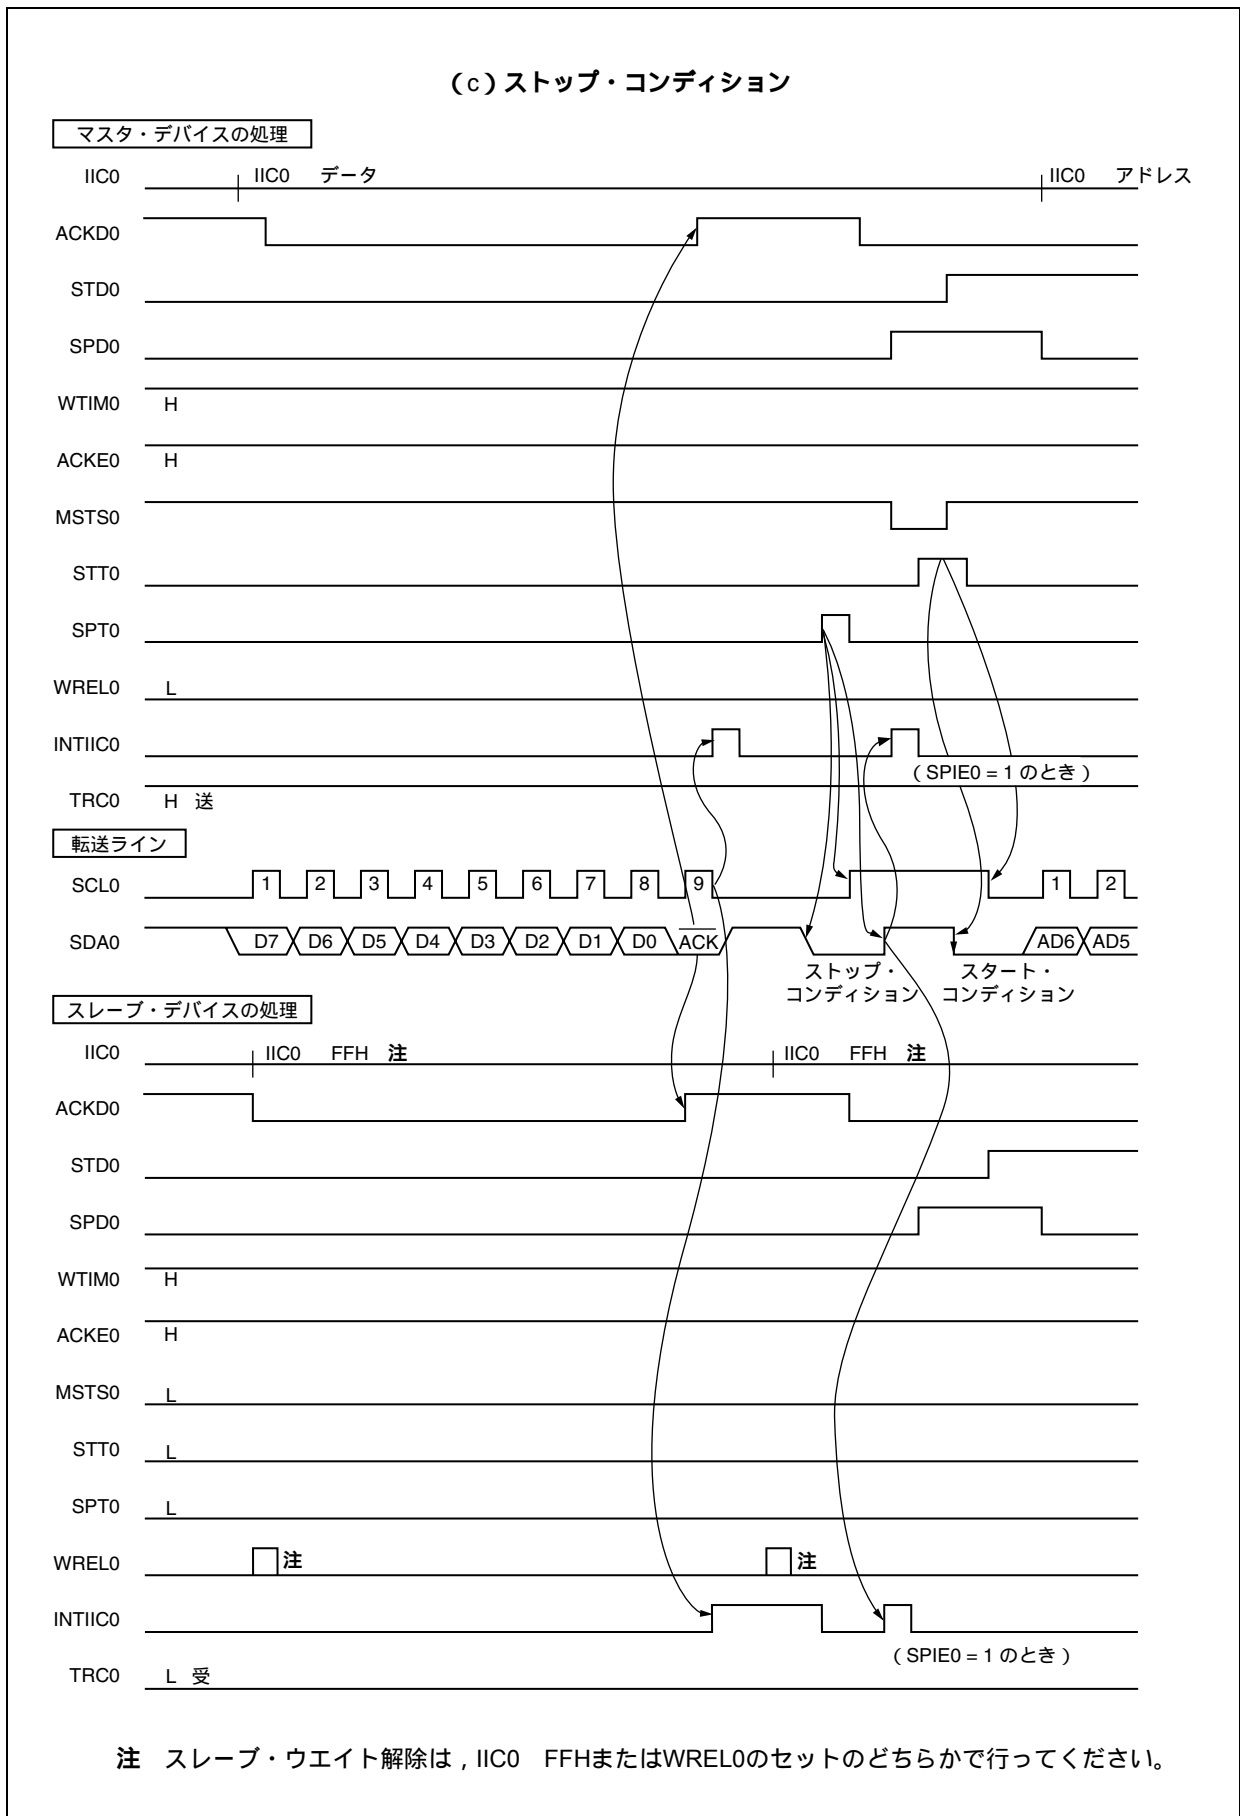 (c)ストップ・コンディション
マスタ・デバイスの処理
IIC0 IIC0 データ IIC0 アドレス
ACKD0
STD0
SPD0
WTIM0 H
ACKE0 H
MSTS0
STT0
SPT0
WREL0 L
INTIIC0
(SPIE0 = 1 のとき)
TRC0 H 送
転送ライン
SCL0 1 2 3 4 5 6 7 8 9 1 2
SDA0 D7 D6 D5 D4 D3 D2 D1 D0 ACK AD6 AD5
ストップ・ スタート・
コンディション コンディション
スレーブ・デバイスの処理
IIC0 IIC0 FFH 注 IIC0 FFH 注
ACKD0
STD0
SPD0
WTIM0 H
ACKE0 H
MSTS0 L
STT0 L
SPT0 L
WREL0 注 注
INTIIC0
(SPIE0 = 1 のとき)
TRC0 L 受
注 スレーブ・ウエイト解除は,IIC0 FFHまたはWREL0のセットのどちらかで行ってください。